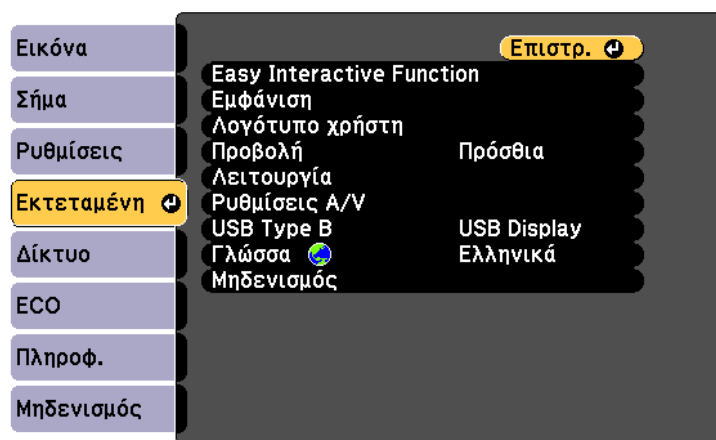 Εικόνα
Σήμα
Ρυθμίσεις
Εκτεταμένη
Δίκτυο
ECO
Πληροφ.
Μηδενισμός
Επιστρ.
Easy Interactive Function
Εμφάνιση
Λογότυπο χρήστη
Προβολή Πρόσθια
Λειτουργία
Ρυθμίσεις A/V
USB Type B USB Display
Γλώσσα Ελληνικά
Μηδενισμός